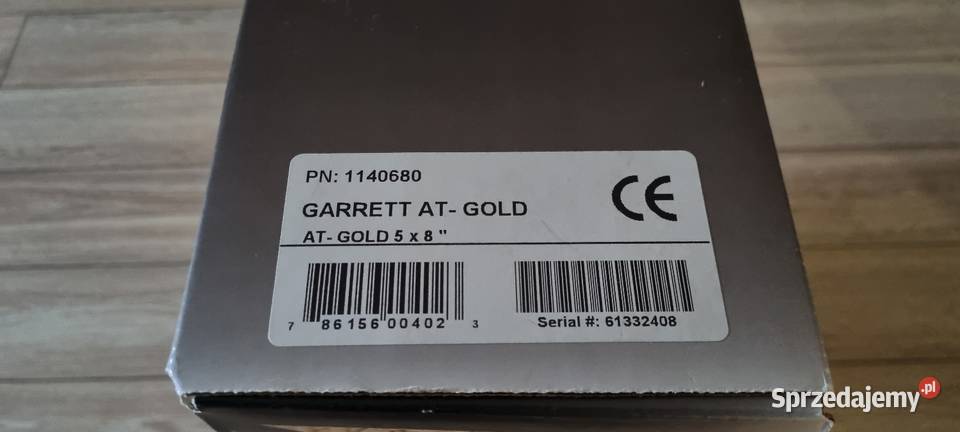 PN: 1140680
CE
GARRETT AT- GOLD
AT- GOLD 5 x 8 "
7 86156 00402 3
Serial #: 61332408
Sprzedajemy.pl